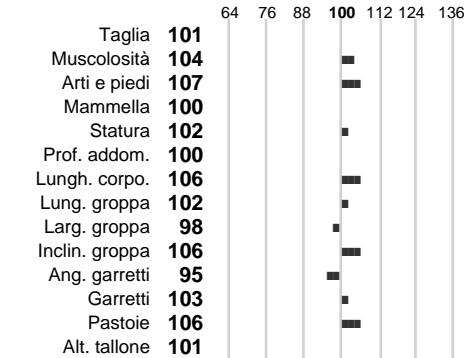 64 76 88 100 112 124 136
Taglia 101
Muscolosità 104
Arti e piedi 107
Mammella 100
Statura 102
Prof. addom. 100
Lungh. corpo. 106
Lung. groppa 102
Larg. groppa 98
Inclin. groppa 106
Ang. garretti 95
Garretti 103
Pastoie 106
Alt. tallone 101